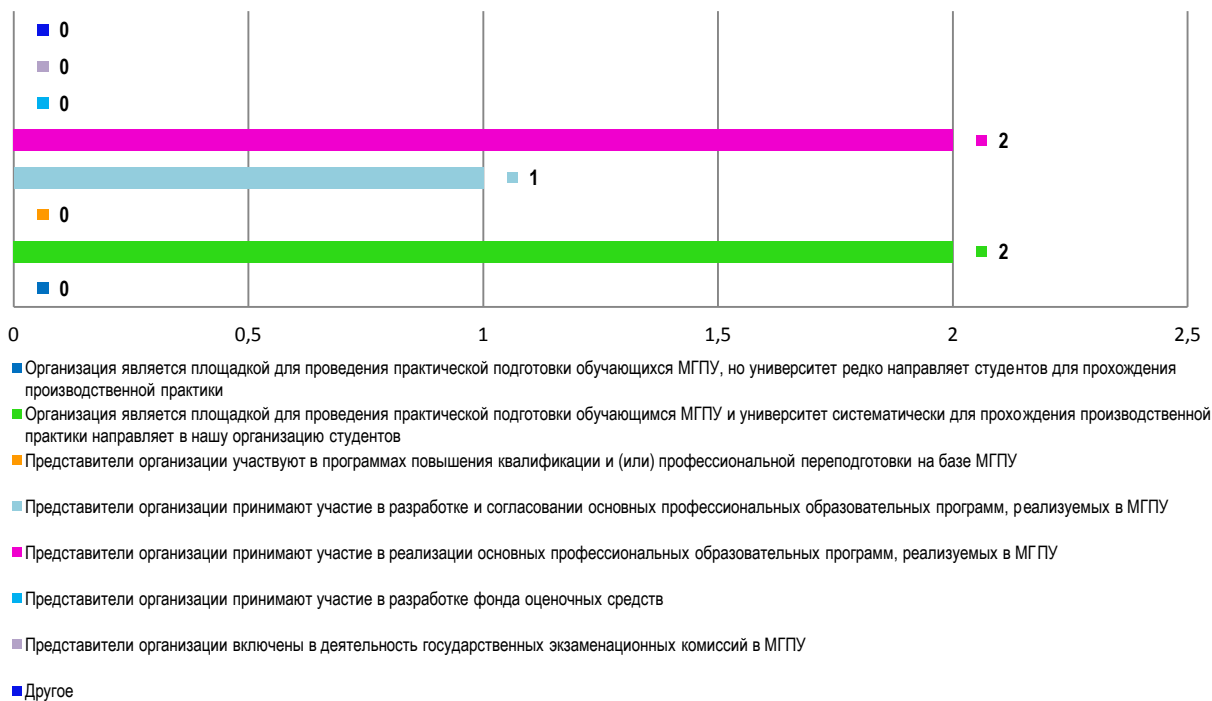 0
0
0
2
1
0
2
0
0 0,5 1 1,5 2 2,5
Организация является площадкой для проведения практической подготовки обучающихся МГПУ, но университет редко направляет студентов для прохождения
производственной практики
Организация является площадкой для проведения практической подготовки обучающимся МГПУ и университет систематически для прохождения производственной
практики направляет в нашу организацию студентов
Представители организации участвуют в программах повышения квалификации и (или) профессиональной переподготовки на базе МГПУ
Представители организации принимают участие в разработке и согласовании основных профессиональных образовательных программ, реализуемых в МГПУ
Представители организации принимают участие в реализации основных профессиональных образовательных программ, реализуемых в МГПУ
Представители организации принимают участие в разработке фонда оценочных средств
Представители организации включены в деятельность государственных экзаменационных комиссий в МГПУ
Другое